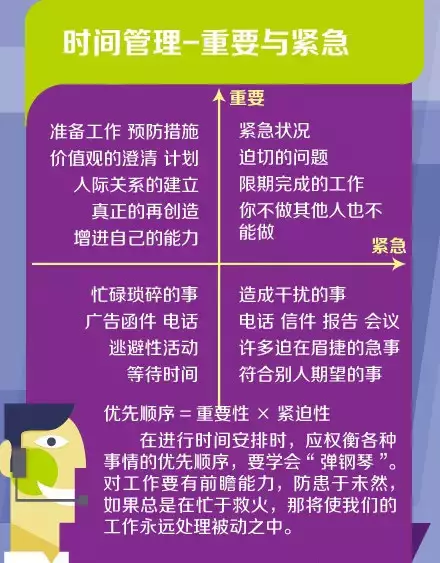 时间管理-重要与紧急
重要
准备工作 预防措施
价值观的澄清 计划
人际关系的建立
真正的再创造
增进自己的能力
紧急状况
迫切的问题
限期完成的工作
你不做其他人也不
能做
紧急
忙碌琐碎的事
广告函件 电话
逃避性活动
等待时间
造成干扰的事
电话 信件 报告 会议
许多迫在眉捷的急事
符合别人期望的事
优先顺序=重要性 × 紧迫性
在进行时间安排时，应权衡各种
事情的优先顺序，要学会“弹钢琴”。
对工作要有前瞻能力，防患于未然，
如果总是在忙于救火，那将使我们的
工作永远处理被动之中。